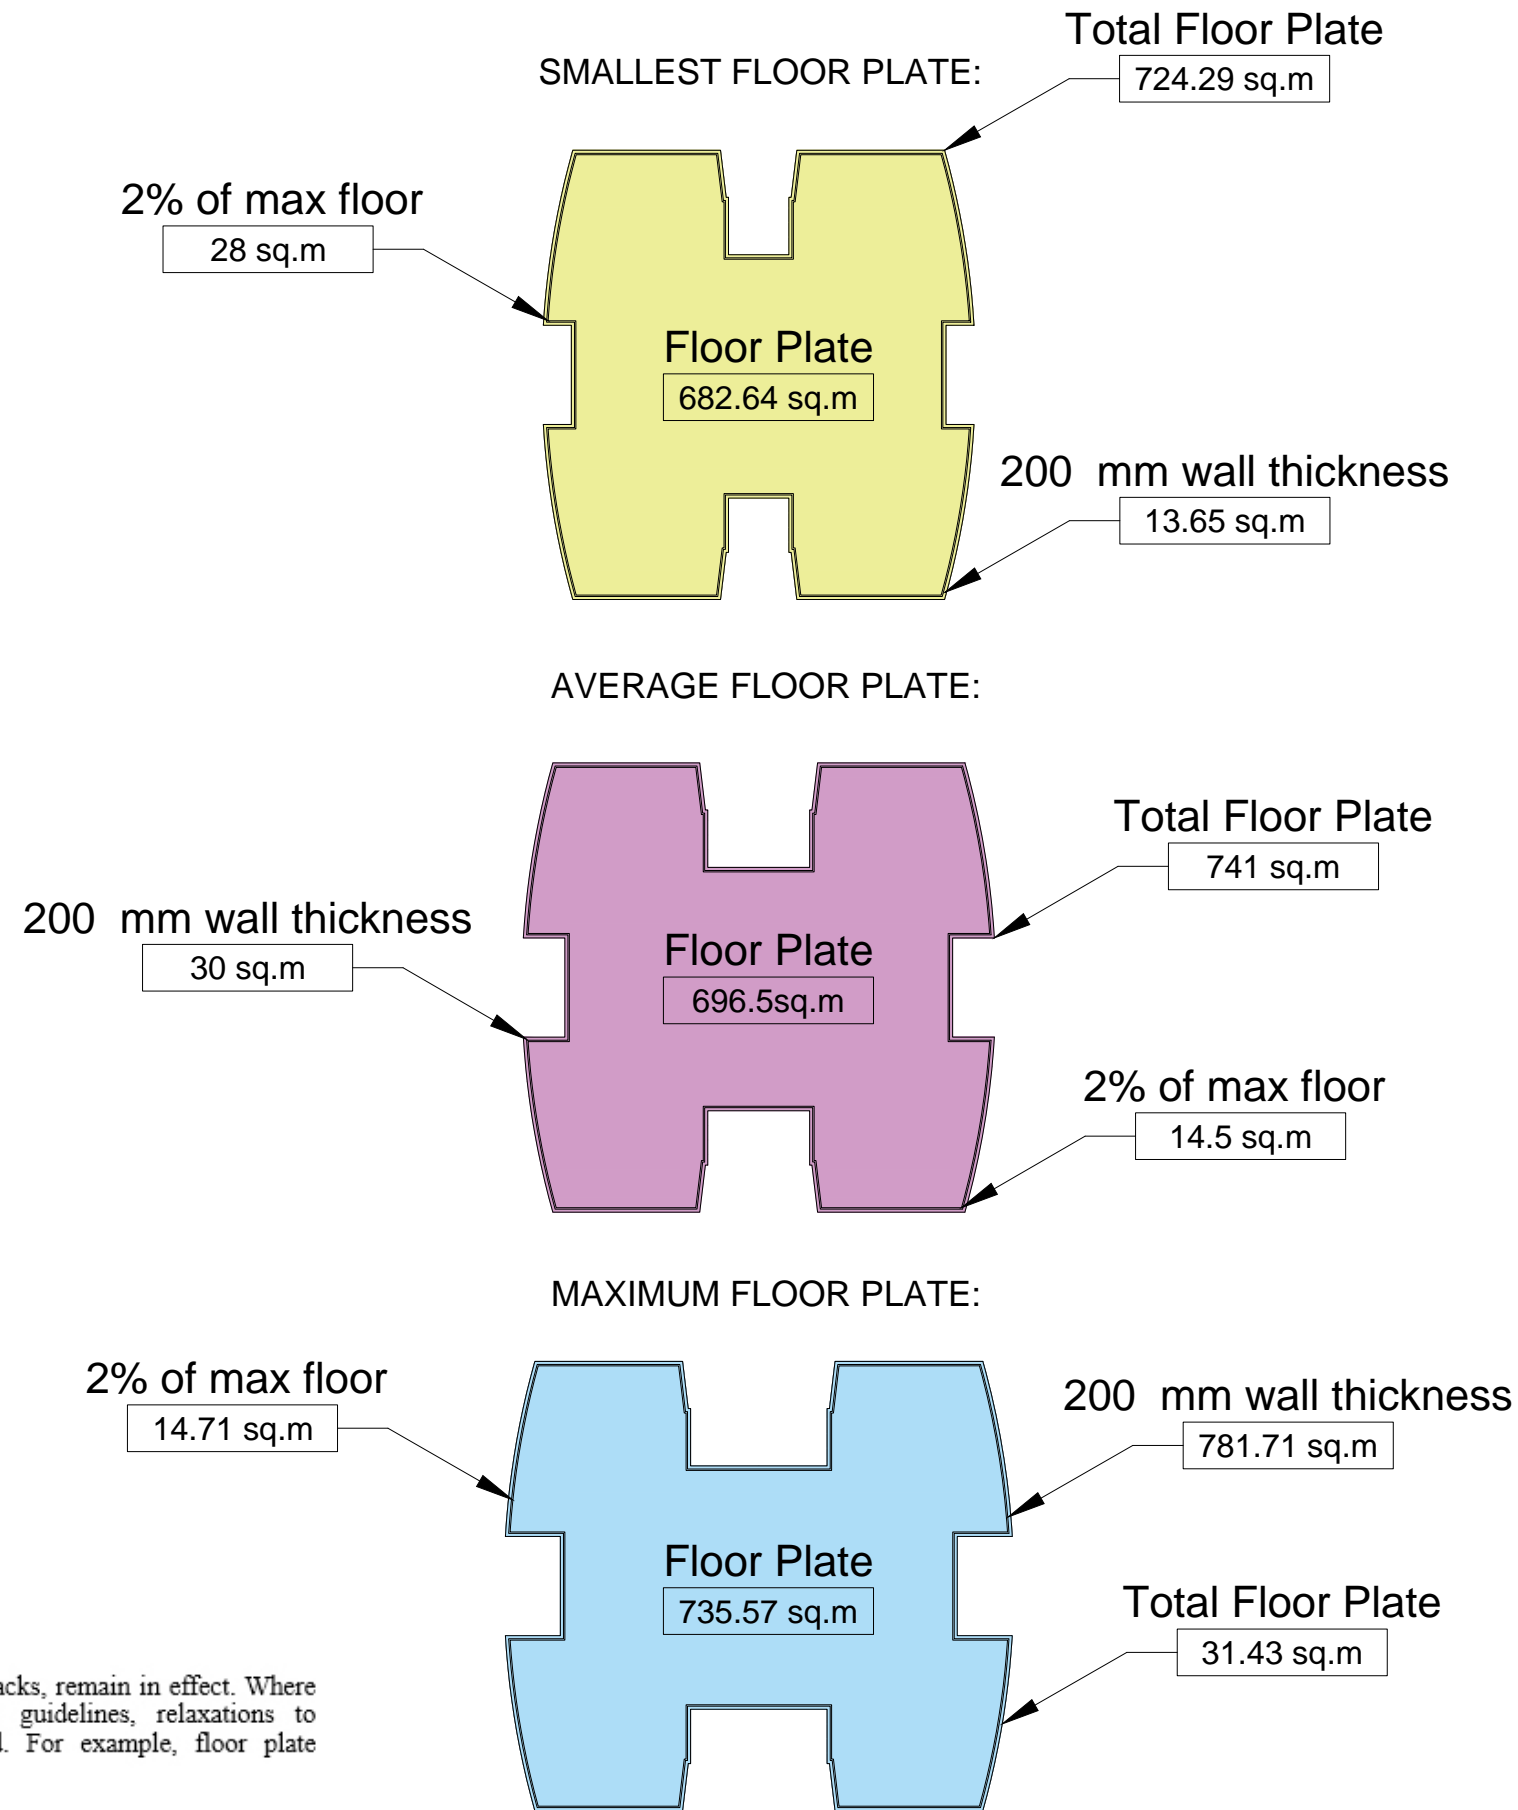 Total Floor Plate
SMALLEST FLOOR PLATE:
724.29 sq.m
2% of max floor
28 sq.m
Floor Plate
682.64 sq.m
200 mm wall thickness
13.65 sq.m
AVERAGE FLOOR PLATE:
Total Floor Plate
741 sq.m
200 mm wall thickness
30 sq.m
Floor Plate
696.5sq.m
2% of max floor
14.5 sq.m
MAXIMUM FLOOR PLATE:
2% of max floor
14.71 sq.m
200 mm wall thickness
781.71 sq.m
Floor Plate
735.57 sq.m
Total Floor Plate
31.43 sq.m
acks, remain in effect. Where
guidelines, relaxations to
For example, floor plate